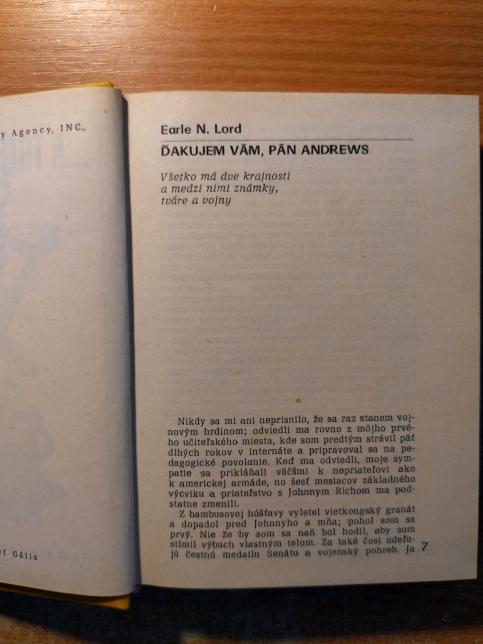 y Agency, INC.,
ef Gális
Earle N. Lord
ĎAKUJEM VÁM, PÁN ANDREWS
Všetko má dve krajnosti
a medzi nimi známky,
tváre a vojny
Nikdy sa mi ani neprisnilo, že sa raz stanem voj-
novým hrdinom; odviedli ma rovno z môjho prvé-
ho učiteľského miesta, kde som predtým strávil päť
dlhých rokov v internáte a pripravoval sa na pe-
dagogické povolanie. Keď ma odviedli, moje sym-
patie sa prikláňali väčšmi k nepriateľovi ako
k americkej armáde, no šesť mesiacov základného
výcviku a priateľstvo s Johnnym Richom ma pod-
statne zmenili.
Z bambusovej húšťavy vyletel vietkongský granát
a dopadol pred Johnnyho a mňa; pohol som sa
prvý. Nie že by som sa naň bol hodil, aby som
stlmil výbuch vlastným telom. Za také čosi udeľu-
jú čestnú medailu Senátu a vojenský pohreb. Ja
7